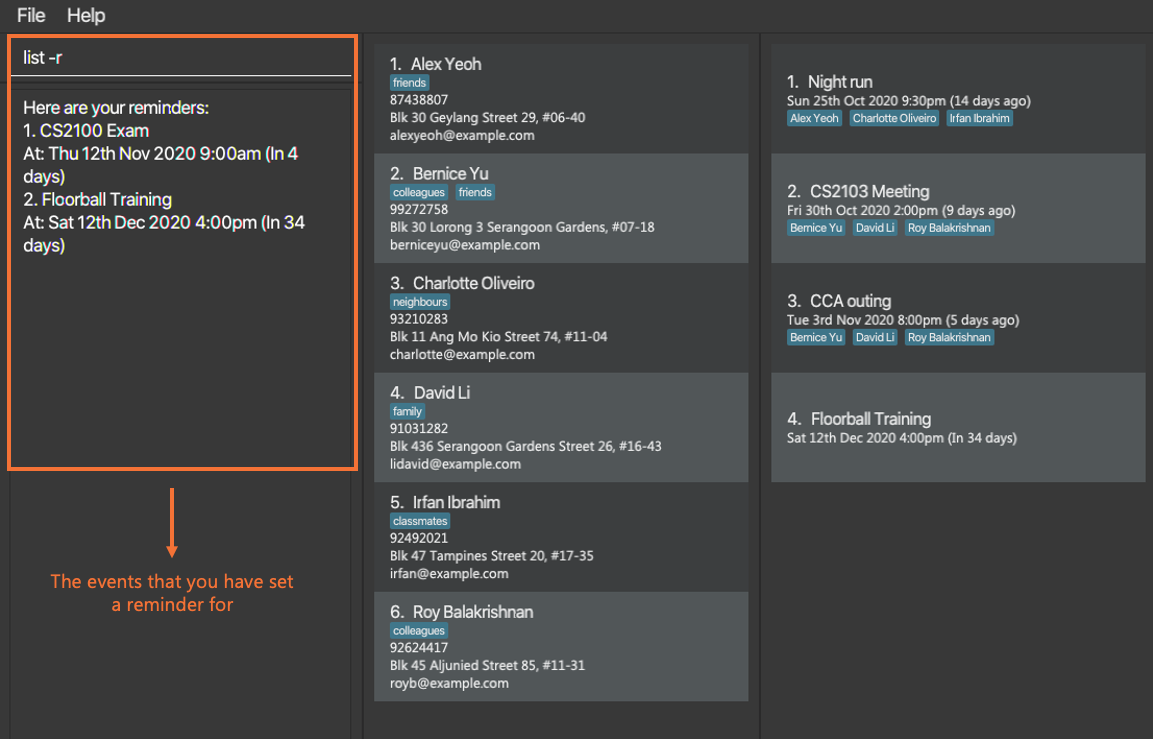 File Help
list -r
Here are your reminders:
1. CS2100 Exam
At: Thu 12th Nov 2020 9:00am (In 4
days)
2. Floorball Training
At: Sat 12th Dec 2020 4:00pm (In 34
days)
The events that you have set
a reminder for
1. Alex Yeoh
friends
87438807
Blk 30 Geylang Street 29, #06-40
alexyeoh@example.com
2. Bernice Yu
colleagues friends
99272758
Blk 30 Lorong 3 Serangoon Gardens, #07-18
berniceyu@example.com
3. Charlotte Oliveiro
neighbours
93210283
Blk 11 Ang Mo Kio Street 74, #11-04
charlotte@example.com
4. David Li
family
91031282
Blk 436 Serangoon Gardens Street 26, #16-43
lidavid@example.com
5. Irfan Ibrahim
classmates
92492021
Blk 47 Tampines Street 20, #17-35
irfan@example.com
6. Roy Balakrishnan
colleagues
92624417
Blk 45 Aljunied Street 85, #11-31
royb@example.com
1. Night run
Sun 25th Oct 2020 9:30pm (14 days ago)
Alex Yeoh Charlotte Oliveiro Irfan Ibrahim
2. CS2103 Meeting
Fri 30th Oct 2020 2:00pm (9 days ago)
Bernice Yu David Li Roy Balakrishnan
3. CCA outing
Tue 3rd Nov 2020 8:00pm (5 days ago)
Bernice Yu David Li Roy Balakrishnan
4. Floorball Training
Sat 12th Dec 2020 4:00pm (In 34 days)